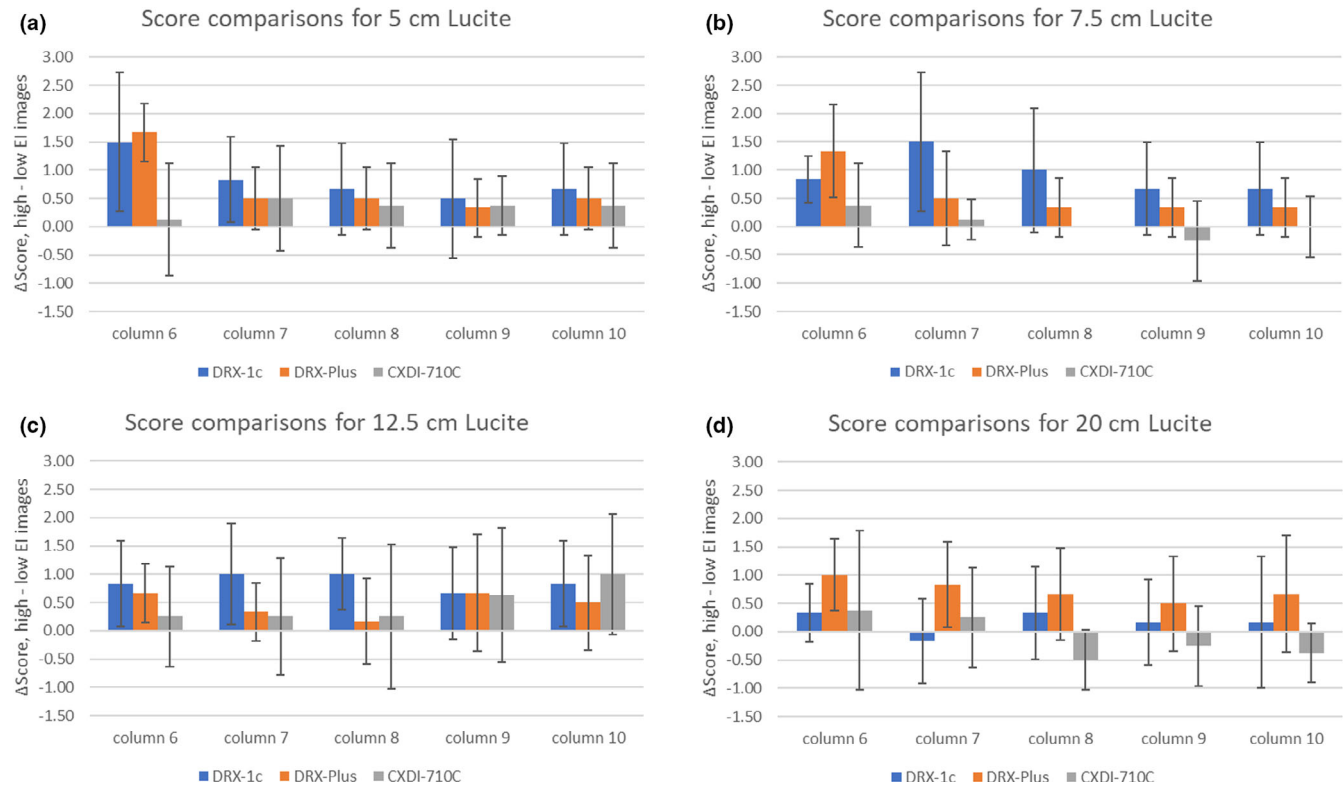 (a) Score comparisons for 5 cm Lucite
ΔScore, high - low EI images
3.00
2.50
2.00
1.50
1.00
0.50
0.00
-0.50
-1.00
-1.50
column 6 column 7 column 8 column 9 column 10
DRX-1c DRX-Plus CXDI-710C
(b) Score comparisons for 7.5 cm Lucite
ΔScore, high - low EI images
3.00
2.50
2.00
1.50
1.00
0.50
0.00
-0.50
-1.00
-1.50
column 6 column 7 column 8 column 9 column 10
DRX-1c DRX-Plus CXDI-710C
(c) Score comparisons for 12.5 cm Lucite
ΔScore, high - low EI images
3.00
2.50
2.00
1.50
1.00
0.50
0.00
-0.50
-1.00
-1.50
column 6 column 7 column 8 column 9 column 10
DRX-1c DRX-Plus CXDI-710C
(d) Score comparisons for 20 cm Lucite
ΔScore, high - low EI images
3.00
2.50
2.00
1.50
1.00
0.50
0.00
-0.50
-1.00
-1.50
column 6 column 7 column 8 column 9 column 10
DRX-1c DRX-Plus CXDI-710C